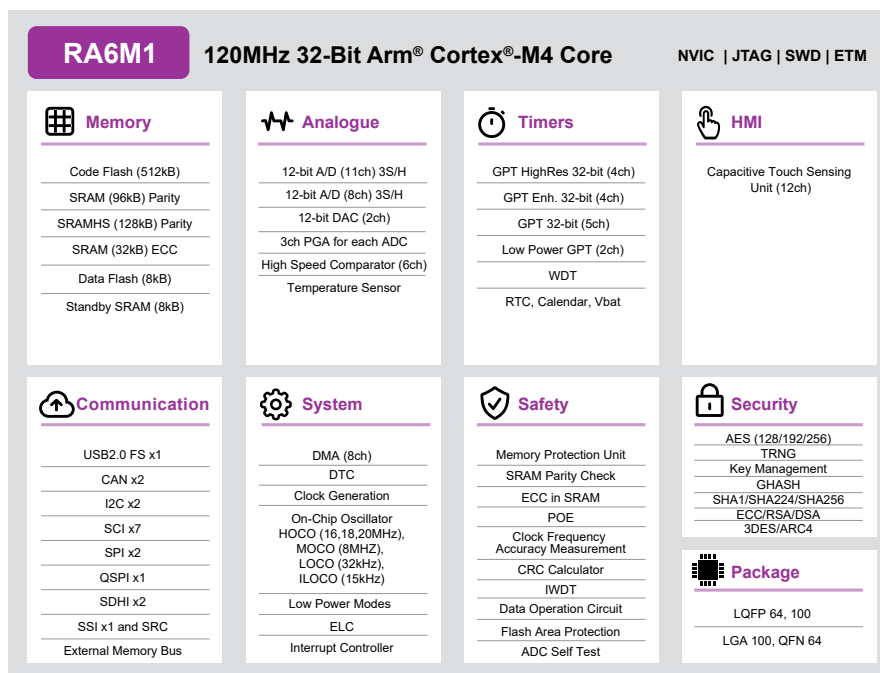 RA6M1
120MHz 32-Bit Arm® Cortex®-M4 Core
NVIC | JTAG | SWD | ETM
Memory
Code Flash (512kB)
SRAM (96kB) Parity
SRAMHS (128kB) Parity
SRAM (32kB) ECC
Data Flash (8kB)
Standby SRAM (8kB)
Analogue
12-bit A/D (11ch) 3S/H
12-bit A/D (8ch) 3S/H
12-bit DAC (2ch)
3ch PGA for each ADC
High Speed Comparator (6ch)
Temperature Sensor
Timers
GPT HighRes 32-bit (4ch)
GPT Enh. 32-bit (4ch)
GPT 32-bit (5ch)
Low Power GPT (2ch)
WDT
RTC, Calendar, Vbat
HMI
Capacitive Touch Sensing
Unit (12ch)
Communication
USB2.0 FS x1
CAN x2
I2C x2
SCI x7
SPI x2
QSPI x1
SDHI x2
SSI x1 and SRC
External Memory Bus
System
DMA (8ch)
DTC
Clock Generation
On-Chip Oscillator
HOCO (16,18,20MHz),
MOCO (8MHZ),
LOCO (32kHz),
ILOCO (15kHz)
Low Power Modes
ELC
Interrupt Controller
Safety
Memory Protection Unit
SRAM Parity Check
ECC in SRAM
POE
Clock Frequency
Accuracy Measurement
CRC Calculator
IWDT
Data Operation Circuit
Flash Area Protection
ADC Self Test
Security
AES (128/192/256)
TRNG
Key Management
GHASH
SHA1/SHA224/SHA256
ECC/RSA/DSA
3DES/ARC4
Package
LQFP 64, 100
LGA 100, QFN 64